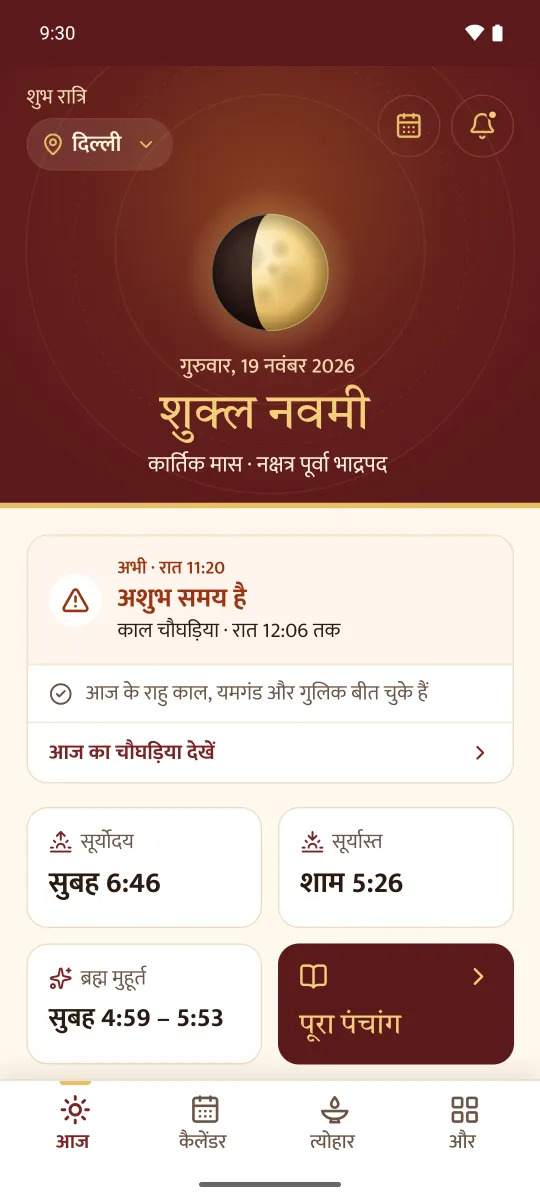 9:30
शुभ रात्रि
दिल्ली
गुरुवार, 19 नवंबर 2026
शुक्ल नवमी
कार्तिक मास · नक्षत्र पूर्वा भाद्रपद
अभी · रात 11:20
अशुभ समय है
काल चौघड़िया · रात 12:06 तक
आज के राहु काल, यमगंड और गुलिक बीत चुके हैं
आज का चौघड़िया देखें
सूर्योदय
सुबह 6:46
सूर्यास्त
शाम 5:26
ब्रह्म मुहूर्त
सुबह 4:59 – 5:53
पूरा पंचांग
आज
कैलेंडर
त्योहार
और